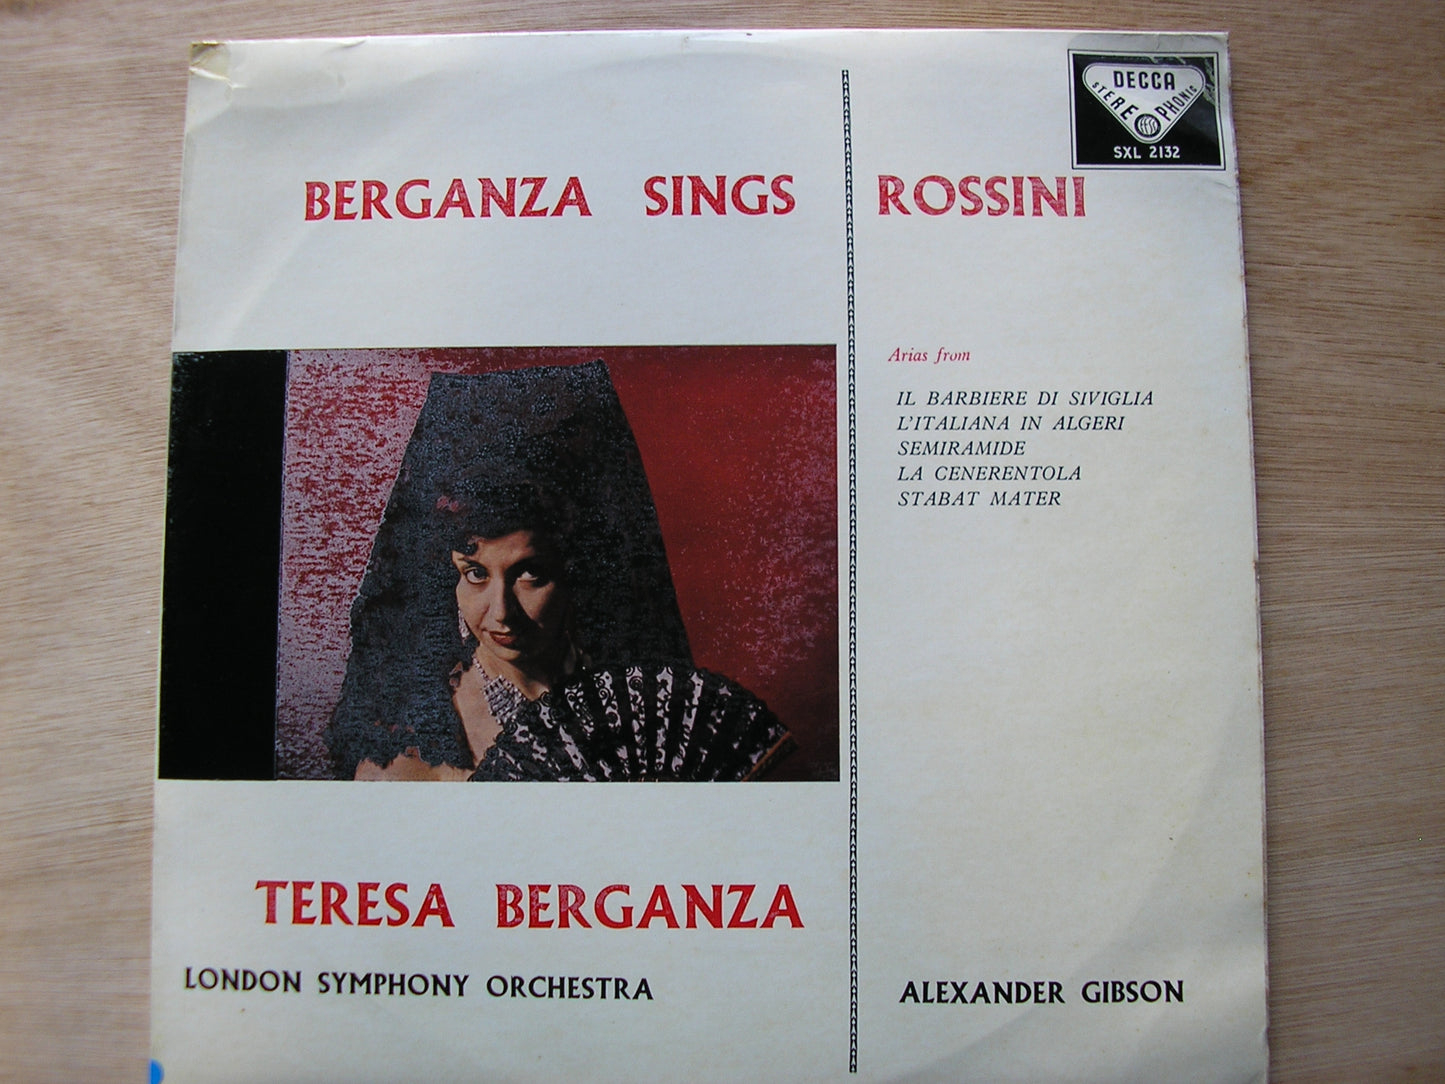 DECCA
STEREOPHONIC
SXL 2132
BERGANZA SINGS ROSSINI
Arias from
IL BARBIERE DI SIVIGLIA
L'ITALIANA IN ALGERI
SEMIRAMIDE
LA CENERENTOLA
STABAT MATER
TERESA BERGANZA
LONDON SYMPHONY ORCHESTRA
ALEXANDER GIBSON